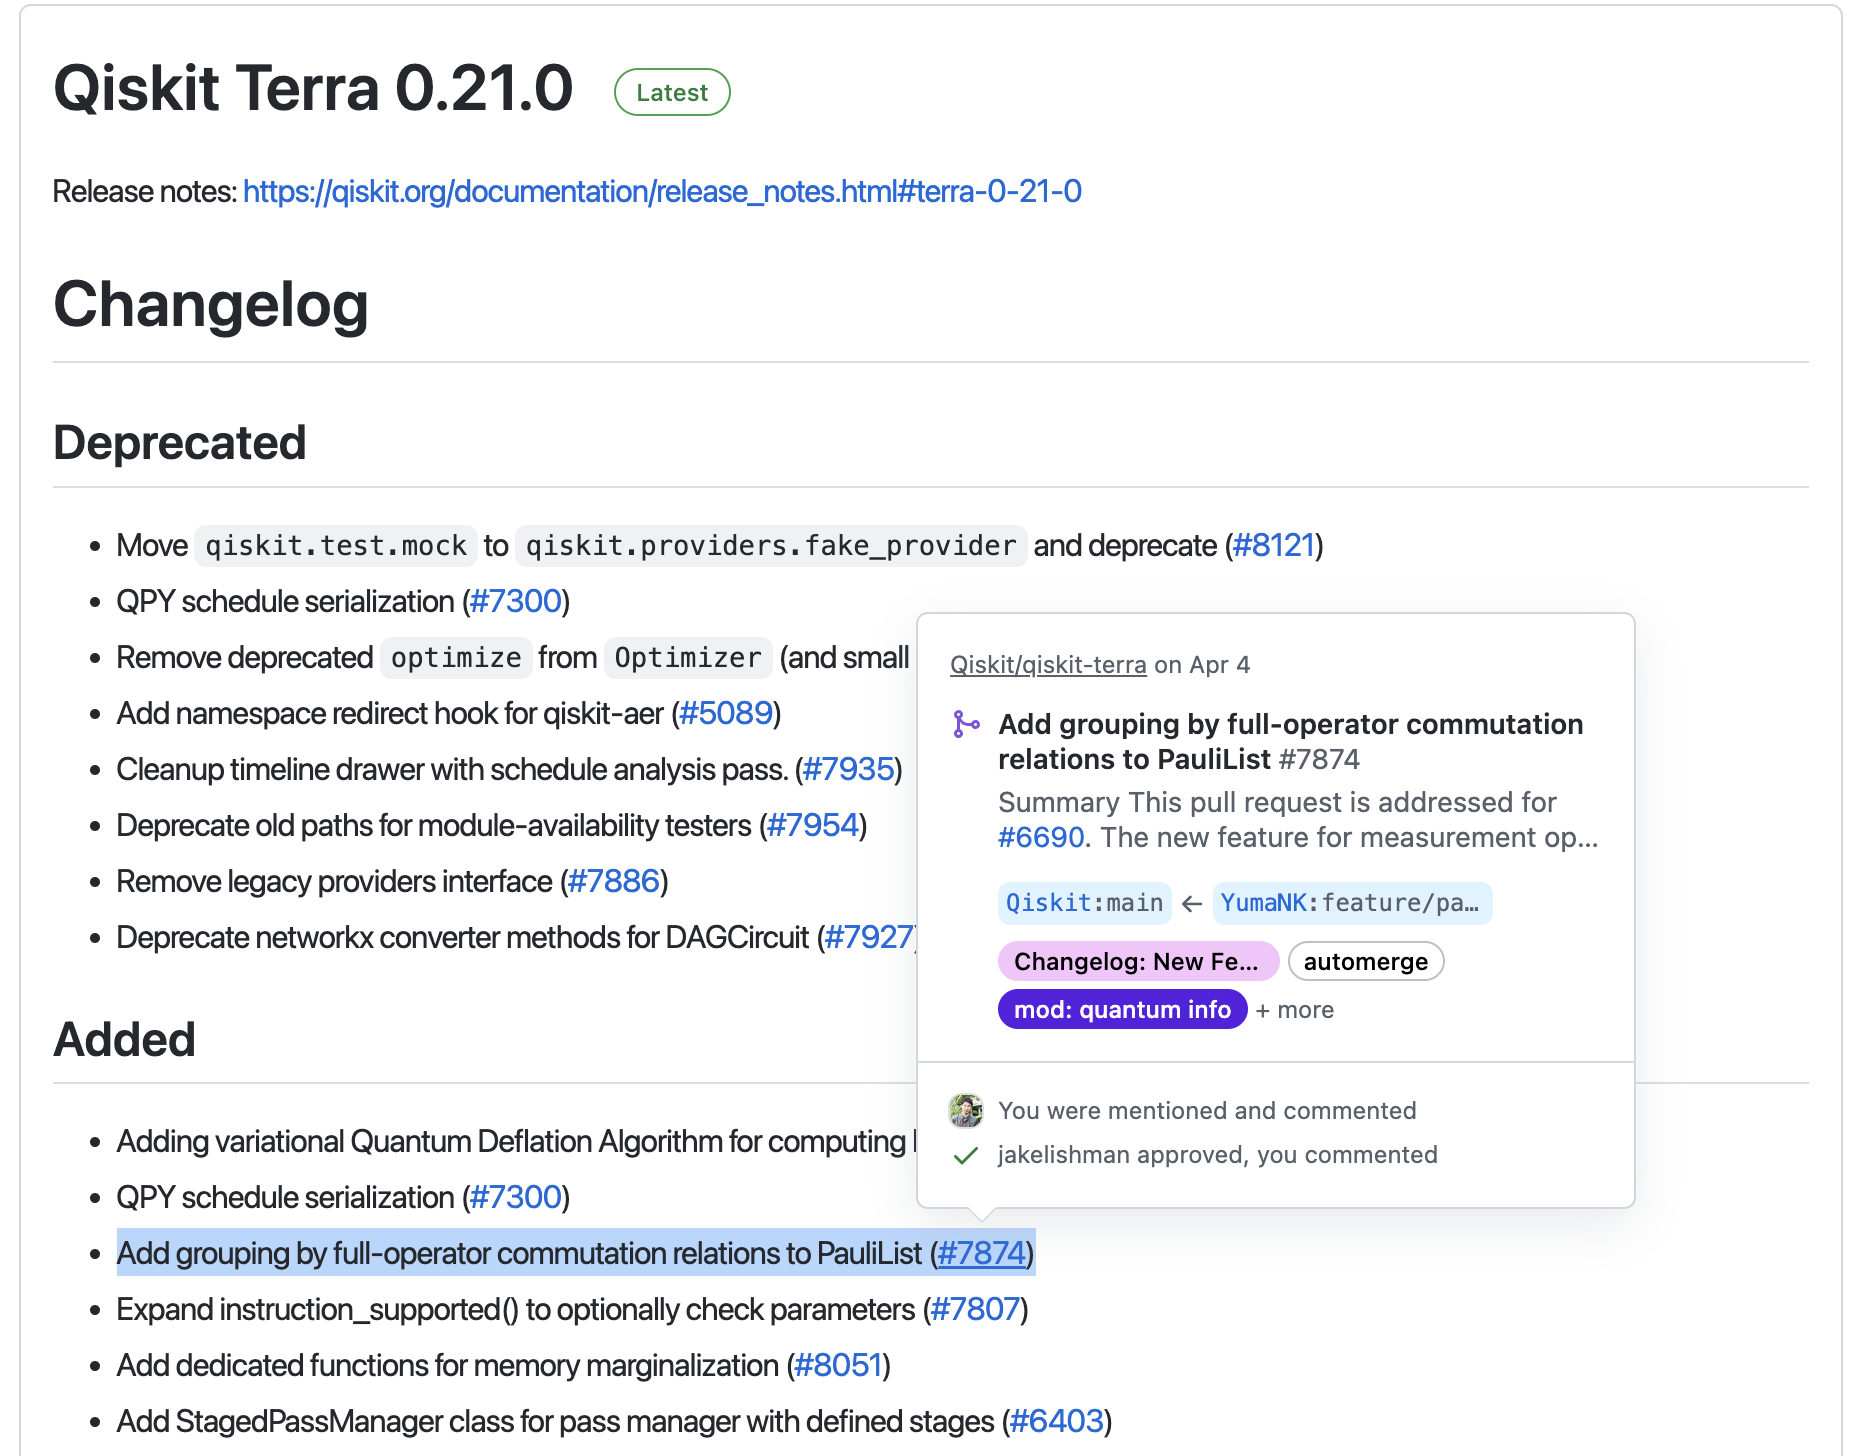 Qiskit Terra 0.21.0 Latest
Release notes: https://qiskit.org/documentation/release_notes.html#terra-0-21-0
Changelog
Deprecated
• Move qiskit.test.mock to qiskit.providers.fake_provider and deprecate (#8121)
• QPY schedule serialization (#7300)
• Remove deprecated optimize from Optimizer (and small
• Add namespace redirect hook for qiskit-aer (#5089)
• Cleanup timeline drawer with schedule analysis pass. (#7935)
• Deprecate old paths for module-availability testers (#7954)
• Remove legacy providers interface (#7886)
• Deprecate networkx converter methods for DAGCircuit (#7927)
Added
• Adding variational Quantum Deflation Algorithm for computing
• QPY schedule serialization (#7300)
• Add grouping by full-operator commutation relations to PauliList (#7874)
• Expand instruction_supported() to optionally check parameters (#7807)
• Add dedicated functions for memory marginalization (#8051)
• Add StagedPassManager class for pass manager with defined stages (#6403)
Qiskit/qiskit-terra on Apr 4
Add grouping by full-operator commutation
relations to PauliList #7874
Summary This pull request is addressed for
#6690. The new feature for measurement op...
Qiskit:main ← YumaNK:feature/pa...
Changelog: New Fe... automerge
mod: quantum info + more
You were mentioned and commented
jakelishman approved, you commented